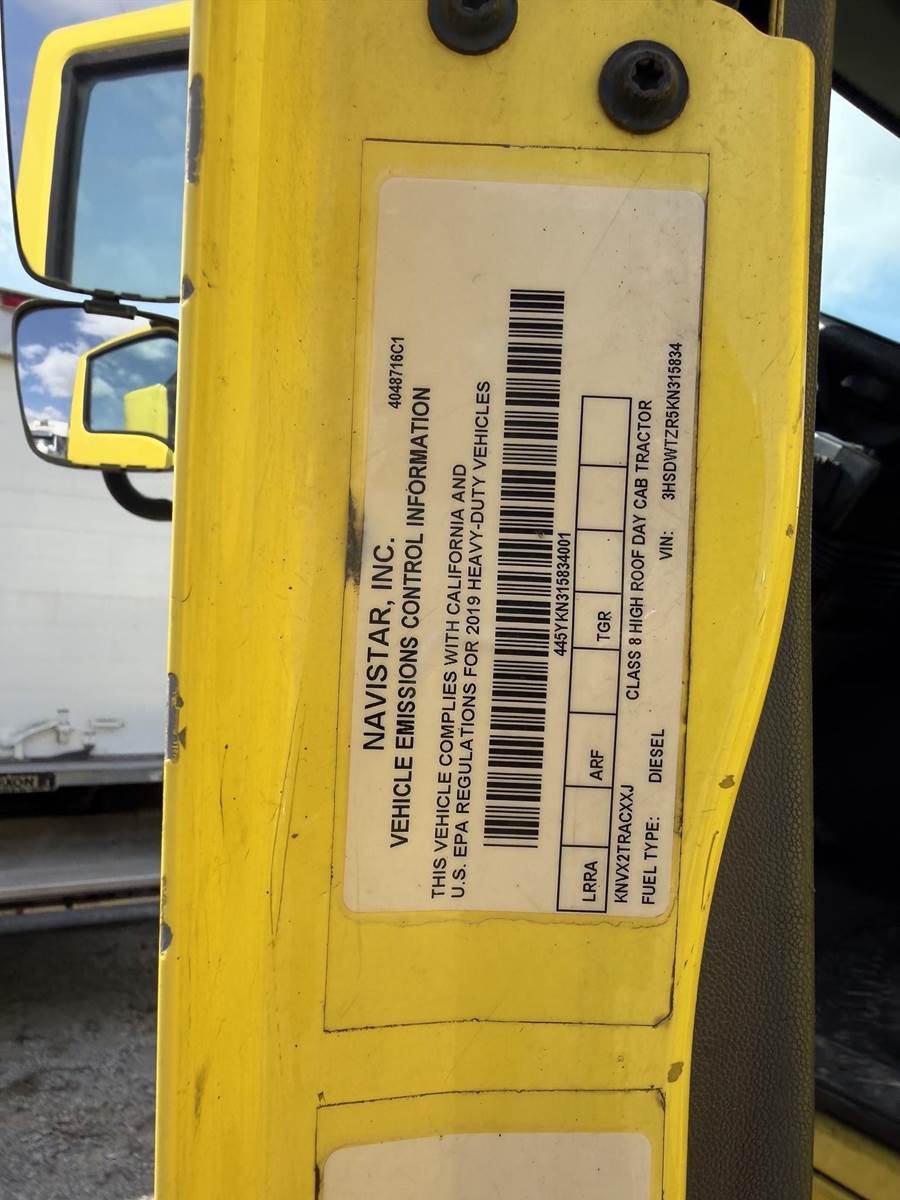 4048716C1
NAVISTAR, INC.
VEHICLE EMISSIONS CONTROL INFORMATION
THIS VEHICLE COMPLIES WITH CALIFORNIA AND
U.S. EPA REGULATIONS FOR 2019 HEAVY-DUTY VEHICLES
445YKN315834001
LRRA ARF TGR
KNVX2TRACXXJ CLASS 8 HIGH ROOF DAY CAB TRACTOR
FUEL TYPE: DIESEL VIN: 3HSDWTZR5KN315834